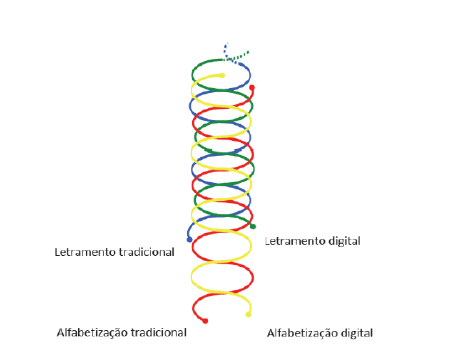 Letramento tradicional
Letramento digital
Alfabetização tradicional
Alfabetização digital